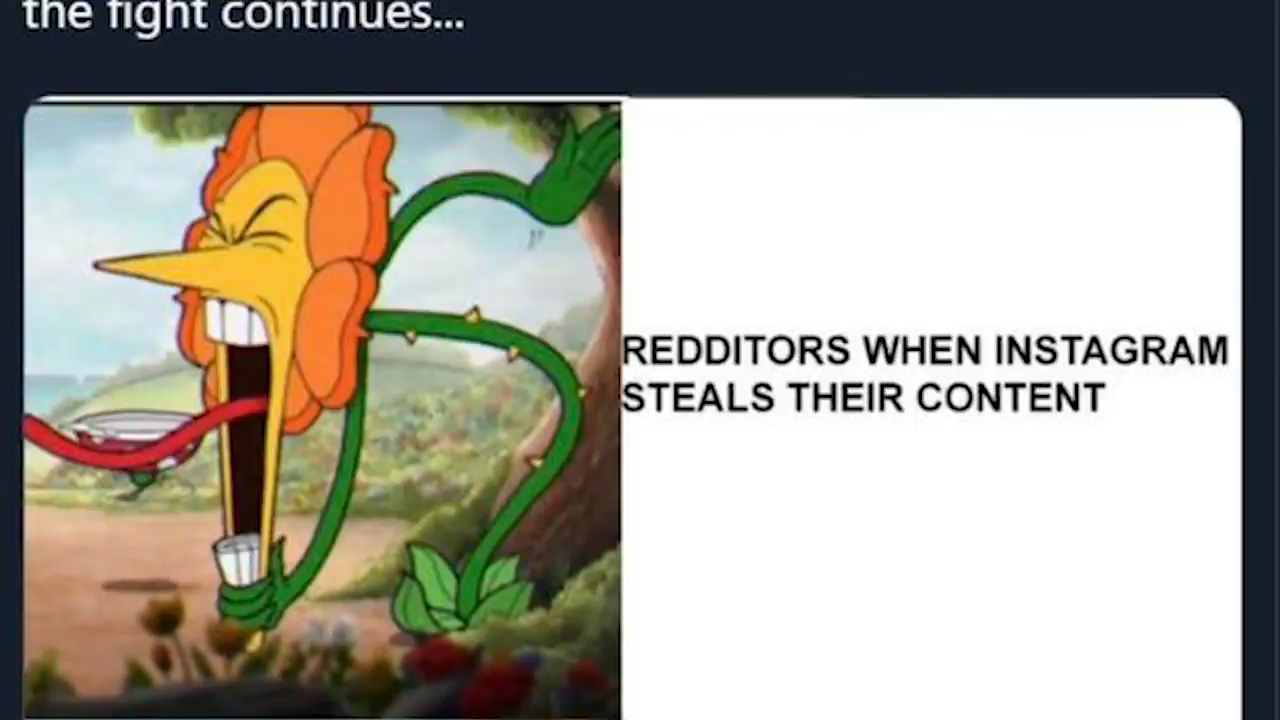 the fight continues...
REDDITORS WHEN INSTAGRAM
STEALS THEIR CONTENT